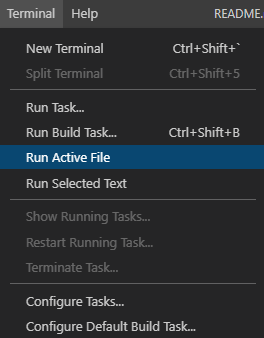 Terminal Help README.
New Terminal Ctrl+Shift+`
Split Terminal Ctrl+Shift+5
Run Task...
Run Build Task... Ctrl+Shift+B
Run Active File
Run Selected Text
Show Running Tasks...
Restart Running Task...
Terminate Task...
Configure Tasks...
Configure Default Build Task...